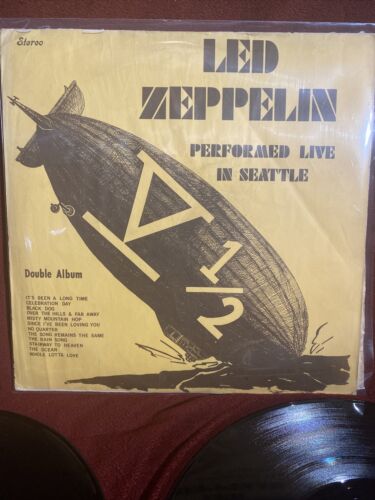 Stereo
LED
ZEPPELIN
PERFORMED LIVE
IN SEATTLE
V 1/2
Double Album
IT'S BEEN A LONG TIME
CELEBRATION DAY
BLACK DOG
OVER THE HILLS & FAR AWAY
MISTY MOUNTAIN HOP
SINCE I'VE BEEN LOVING YOU
NO QUARTER
THE SONG REMAINS THE SAME
THE RAIN SONG
STAIRWAY TO HEAVEN
THE OCEAN
WHOLE LOTTA LOVE